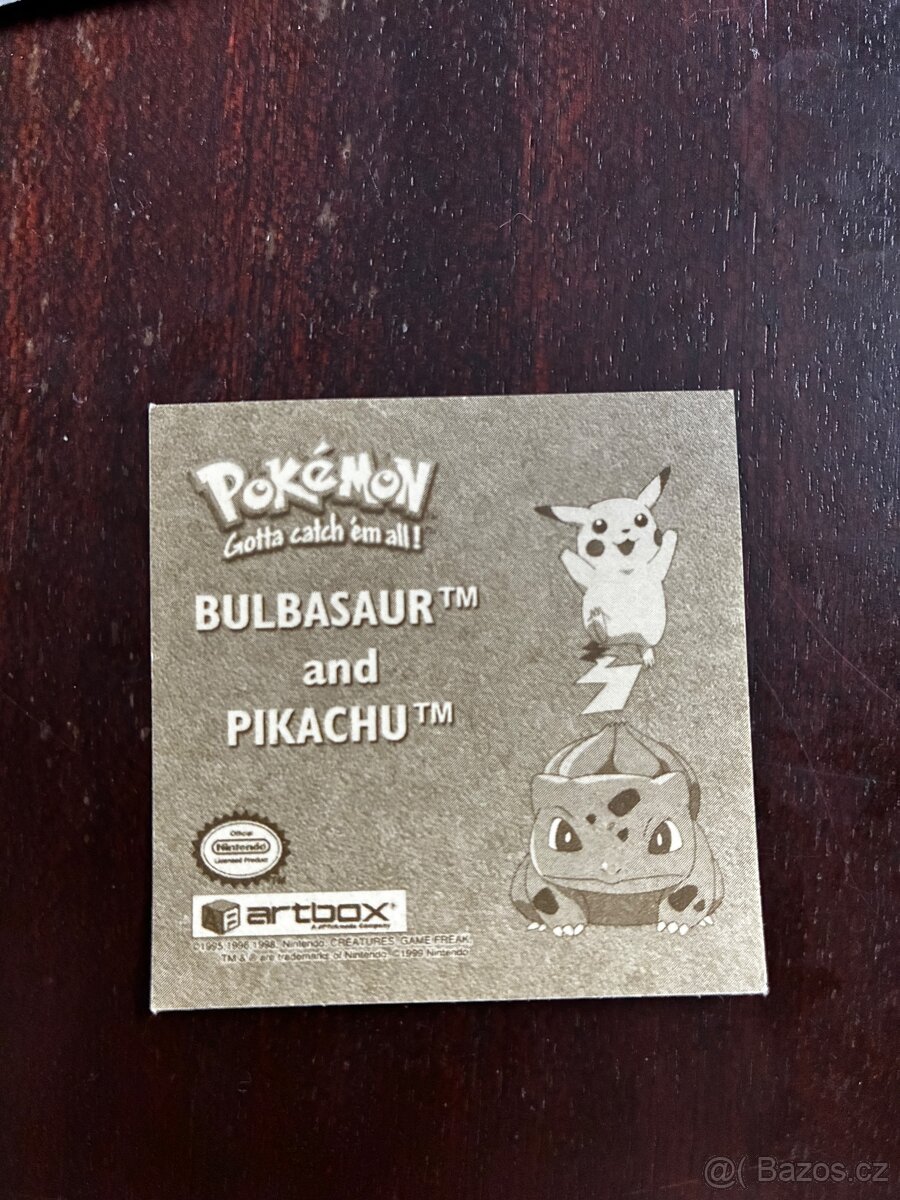 POKéMON
Gotta catch 'em all!
BULBASAUR™
and
PIKACHU™
Official
Nintendo
Licensed Product
TM
artbox
©1995, 1996, 1998, Nintendo, CREATURES, GAME FREAK.
TM & ® are trademarks of Nintendo. ©1999 Nintendo
@( Bazos.cz